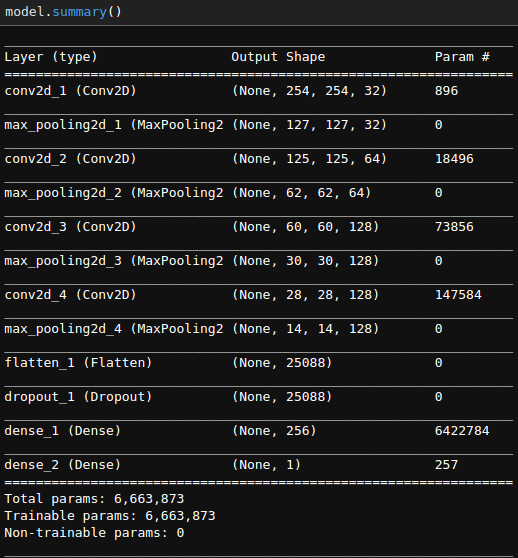 model.summary()
Layer (type) Output Shape Param #
conv2d_1 (Conv2D) (None, 254, 254, 32) 896
max_pooling2d_1 (MaxPooling2 (None, 127, 127, 32) 0
conv2d_2 (Conv2D) (None, 125, 125, 64) 18496
max_pooling2d_2 (MaxPooling2 (None, 62, 62, 64) 0
conv2d_3 (Conv2D) (None, 60, 60, 128) 73856
max_pooling2d_3 (MaxPooling2 (None, 30, 30, 128) 0
conv2d_4 (Conv2D) (None, 28, 28, 128) 147584
max_pooling2d_4 (MaxPooling2 (None, 14, 14, 128) 0
flatten_1 (Flatten) (None, 25088) 0
dropout_1 (Dropout) (None, 25088) 0
dense_1 (Dense) (None, 256) 6422784
dense_2 (Dense) (None, 1) 257
Total params: 6,663,873
Trainable params: 6,663,873
Non-trainable params: 0